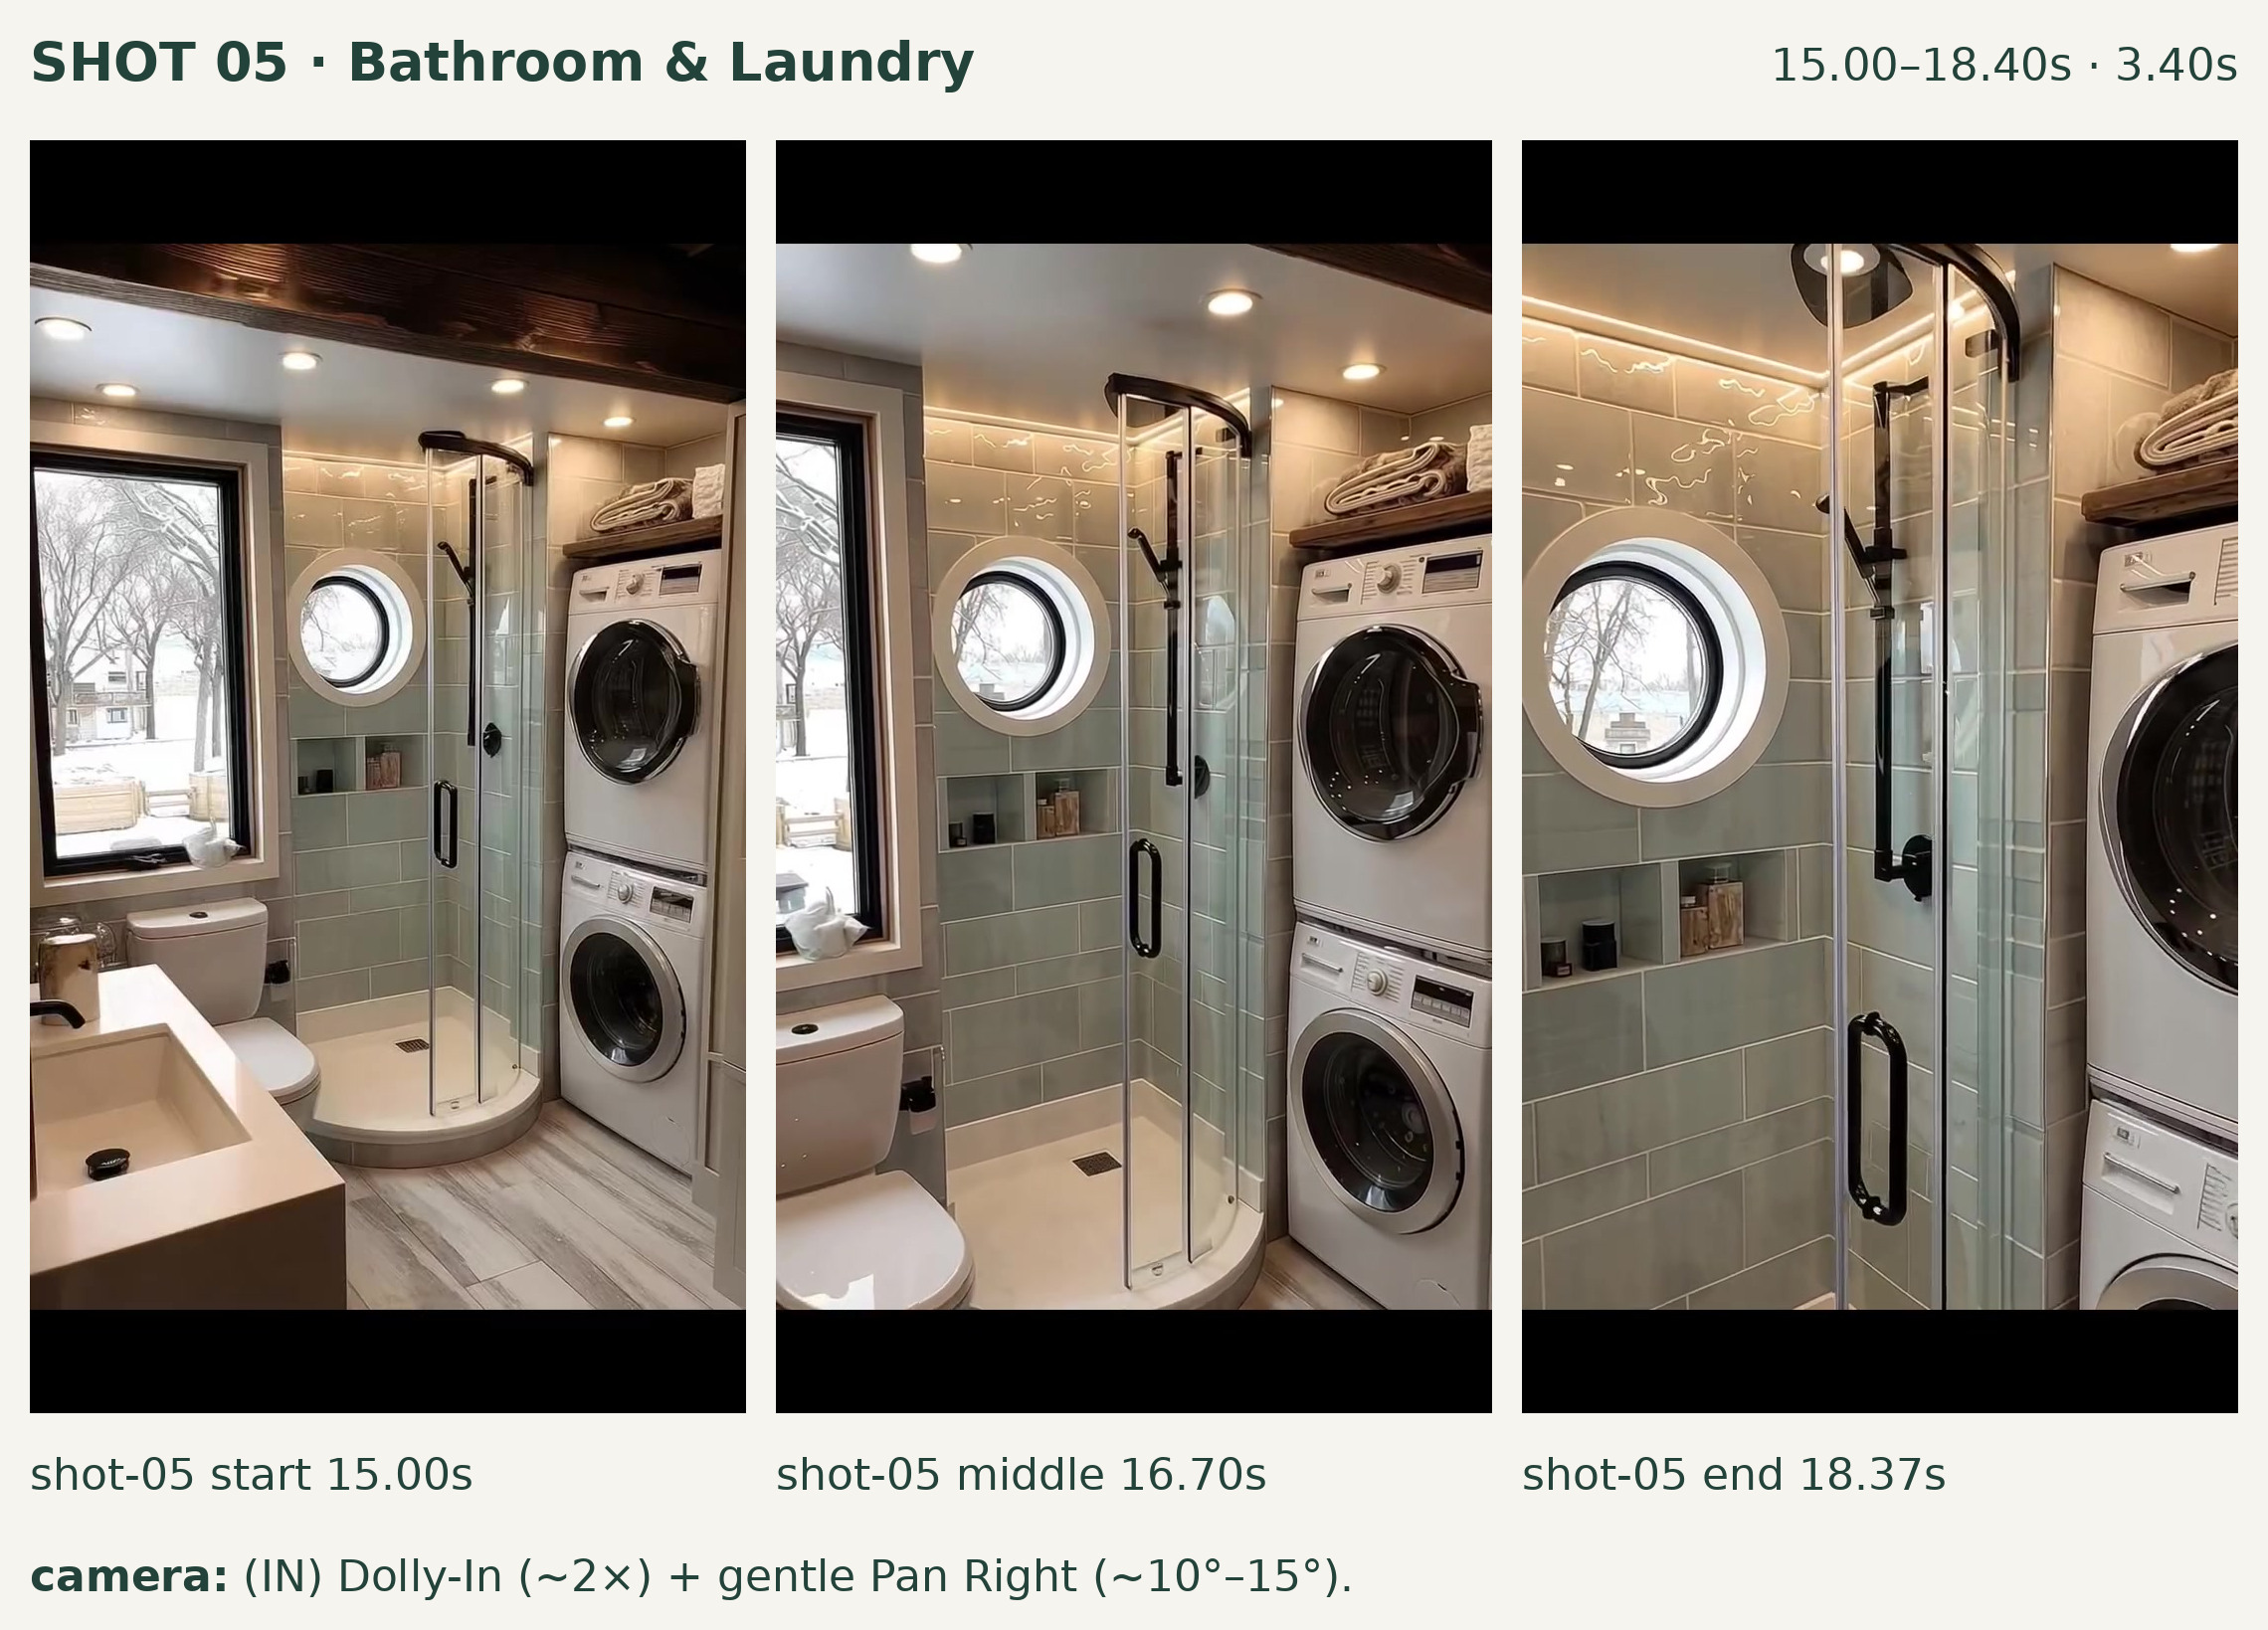 SHOT 05 · Bathroom & Laundry
15.00–18.40s · 3.40s
shot-05 start 15.00s
shot-05 middle 16.70s
shot-05 end 18.37s
camera: (IN) Dolly-In (~2×) + gentle Pan Right (~10°–15°).